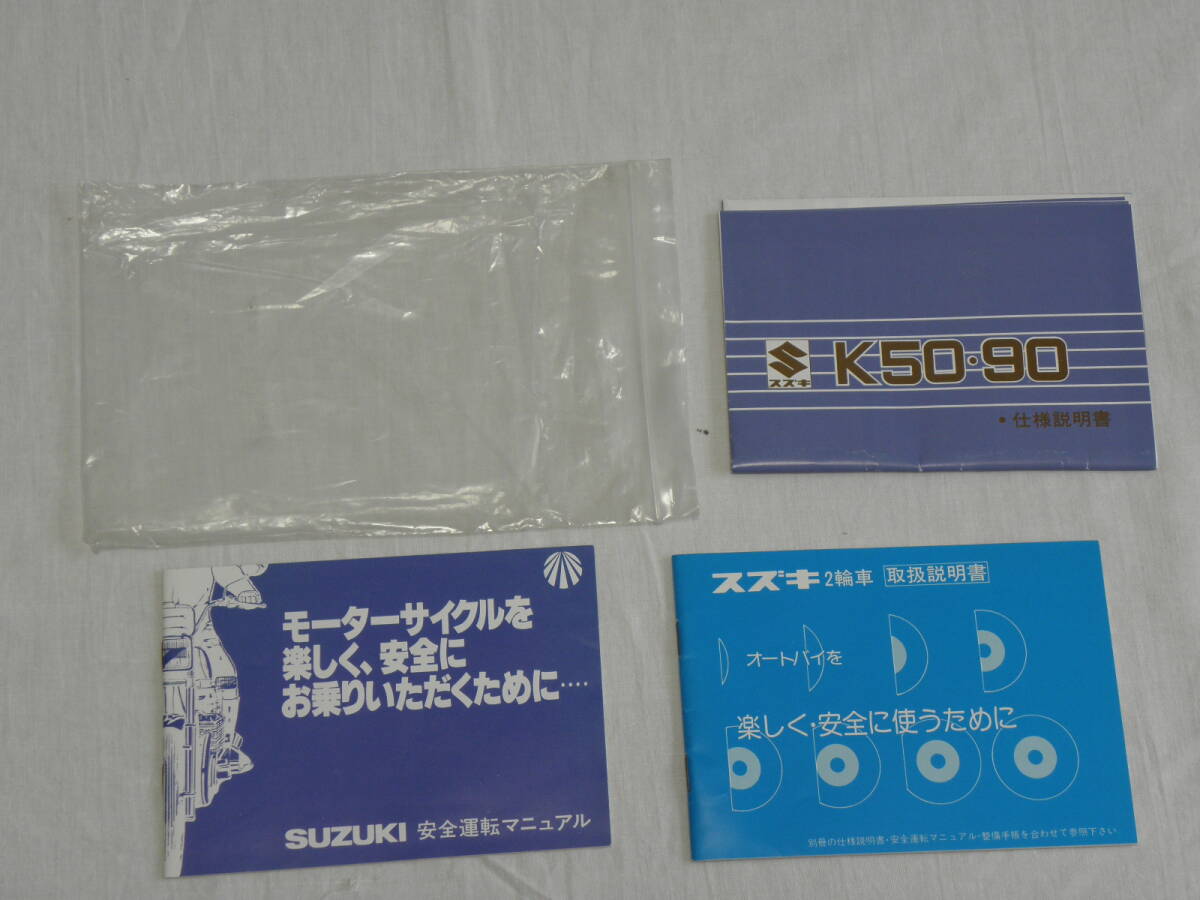 スズキ
K50・90
・仕様説明書
モーターサイクルを
楽しく、安全に
お乗りいただくために‥‥
SUZUKI 安全運転マニュアル
スズキ2輪車 取扱説明書
オートバイを
楽しく・安全に使うために
別冊の仕様説明書・安全運転マニュアル・整備手帳を合わせて参照下さい